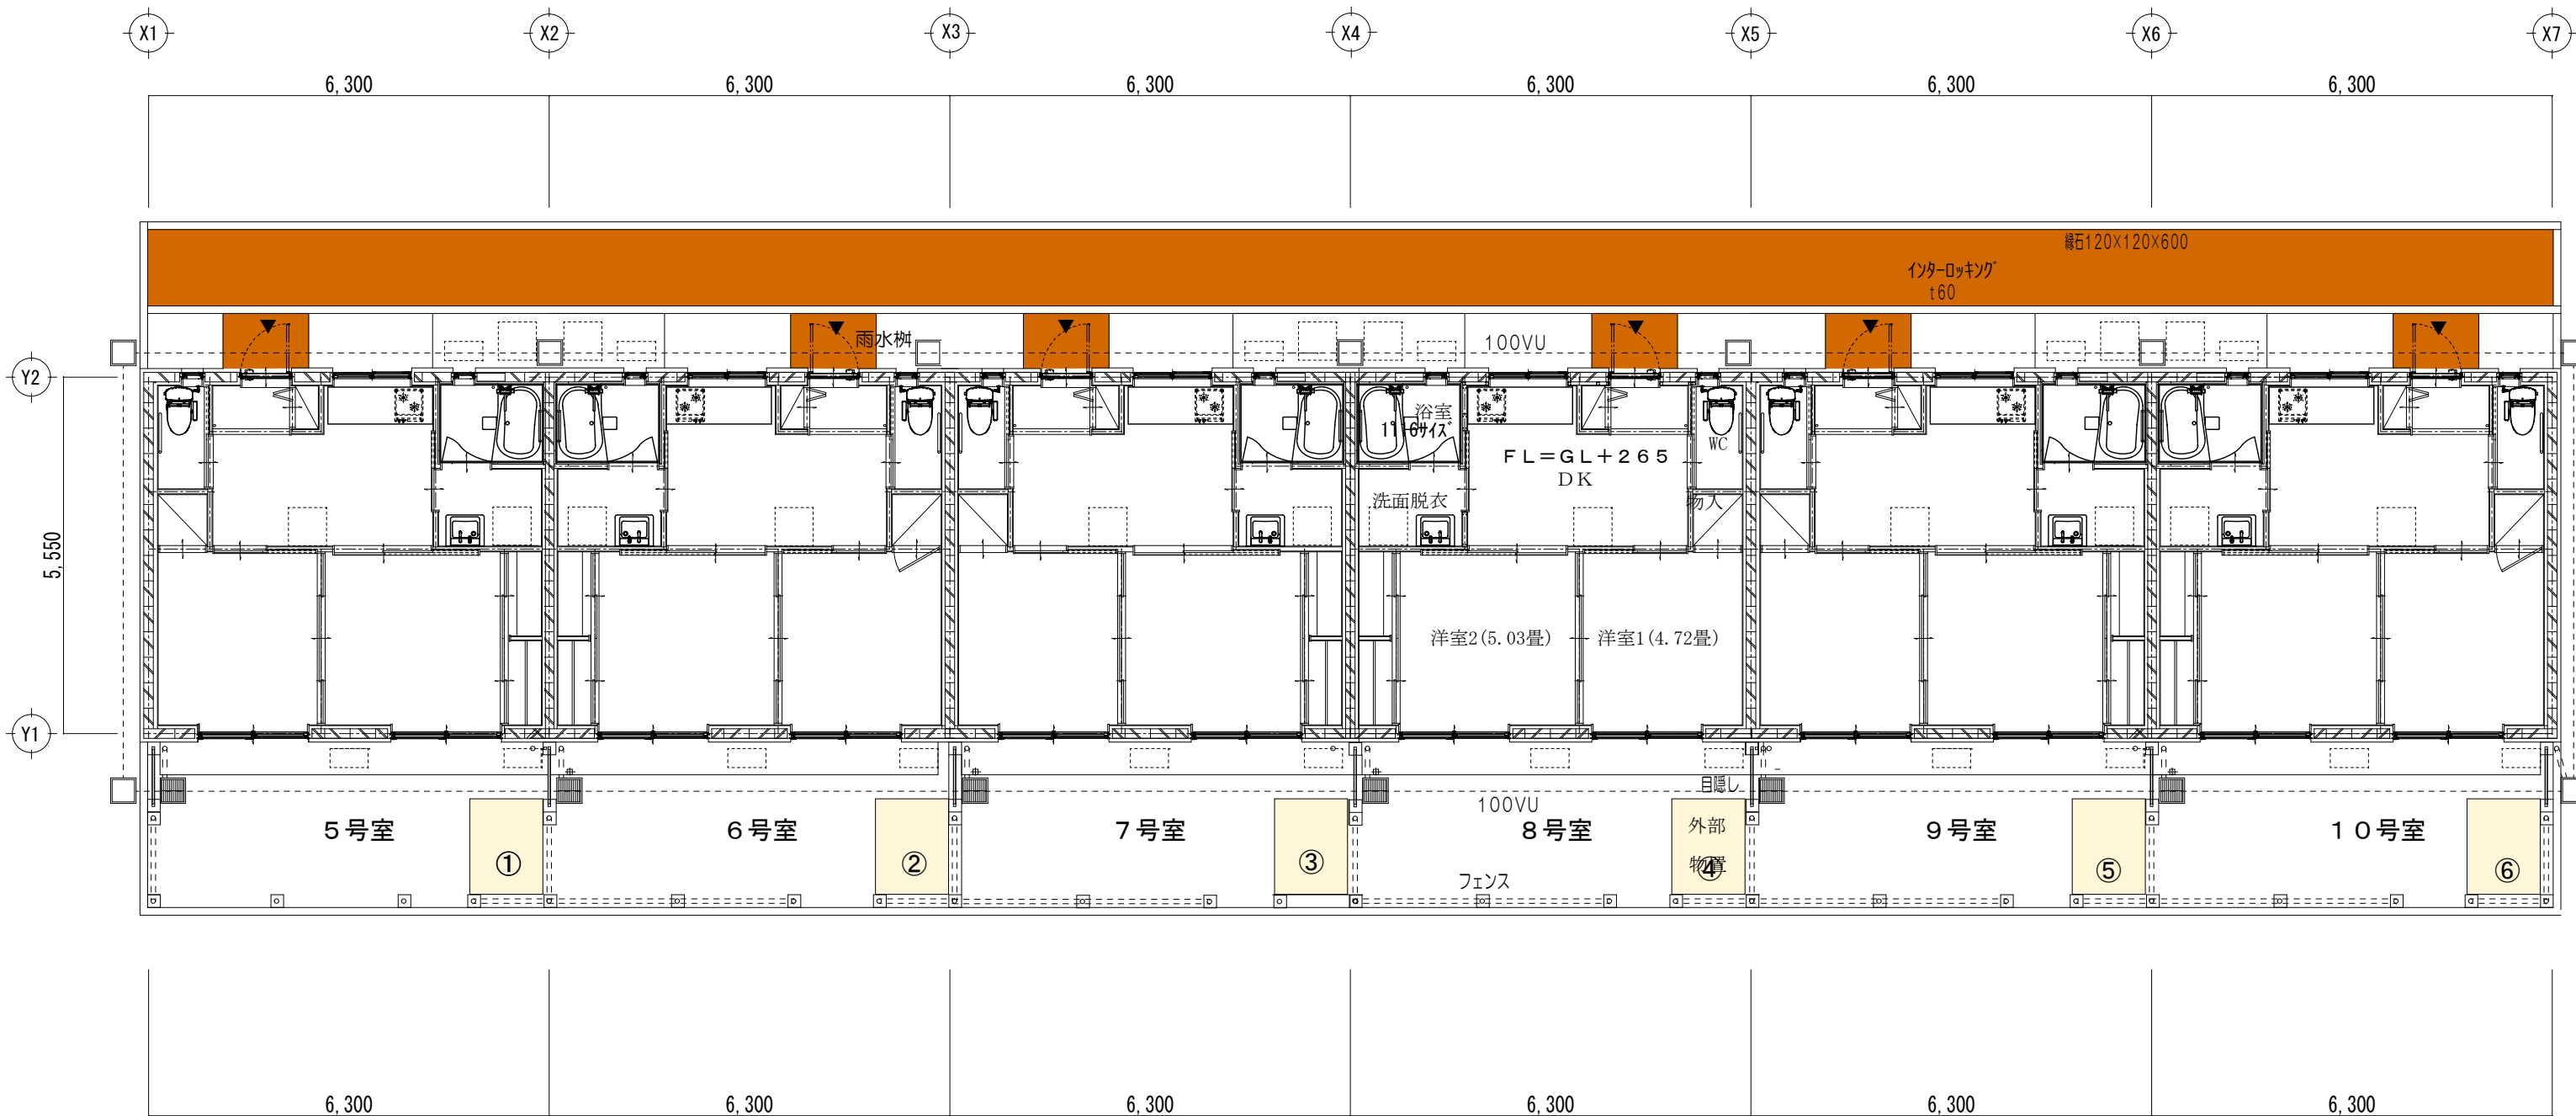 X1 X2 X3 X4 X5 X6 X7
6,300 6,300 6,300 6,300 6,300 6,300
縁石120X120X600
インターロッキング
t60
雨水桝
100VU
Y2
浴室
1116サイズ
WC
FL=GL+265
DK
洗面脱衣
物入
5,550
洋室2(5.03畳)
洋室1(4.72畳)
Y1
目隠し
100VU
5号室 6号室 7号室 8号室 9号室 10号室
外部
物置
① ② ③ ④ ⑤ ⑥
フェンス
6,300 6,300 6,300 6,300 6,300 6,300